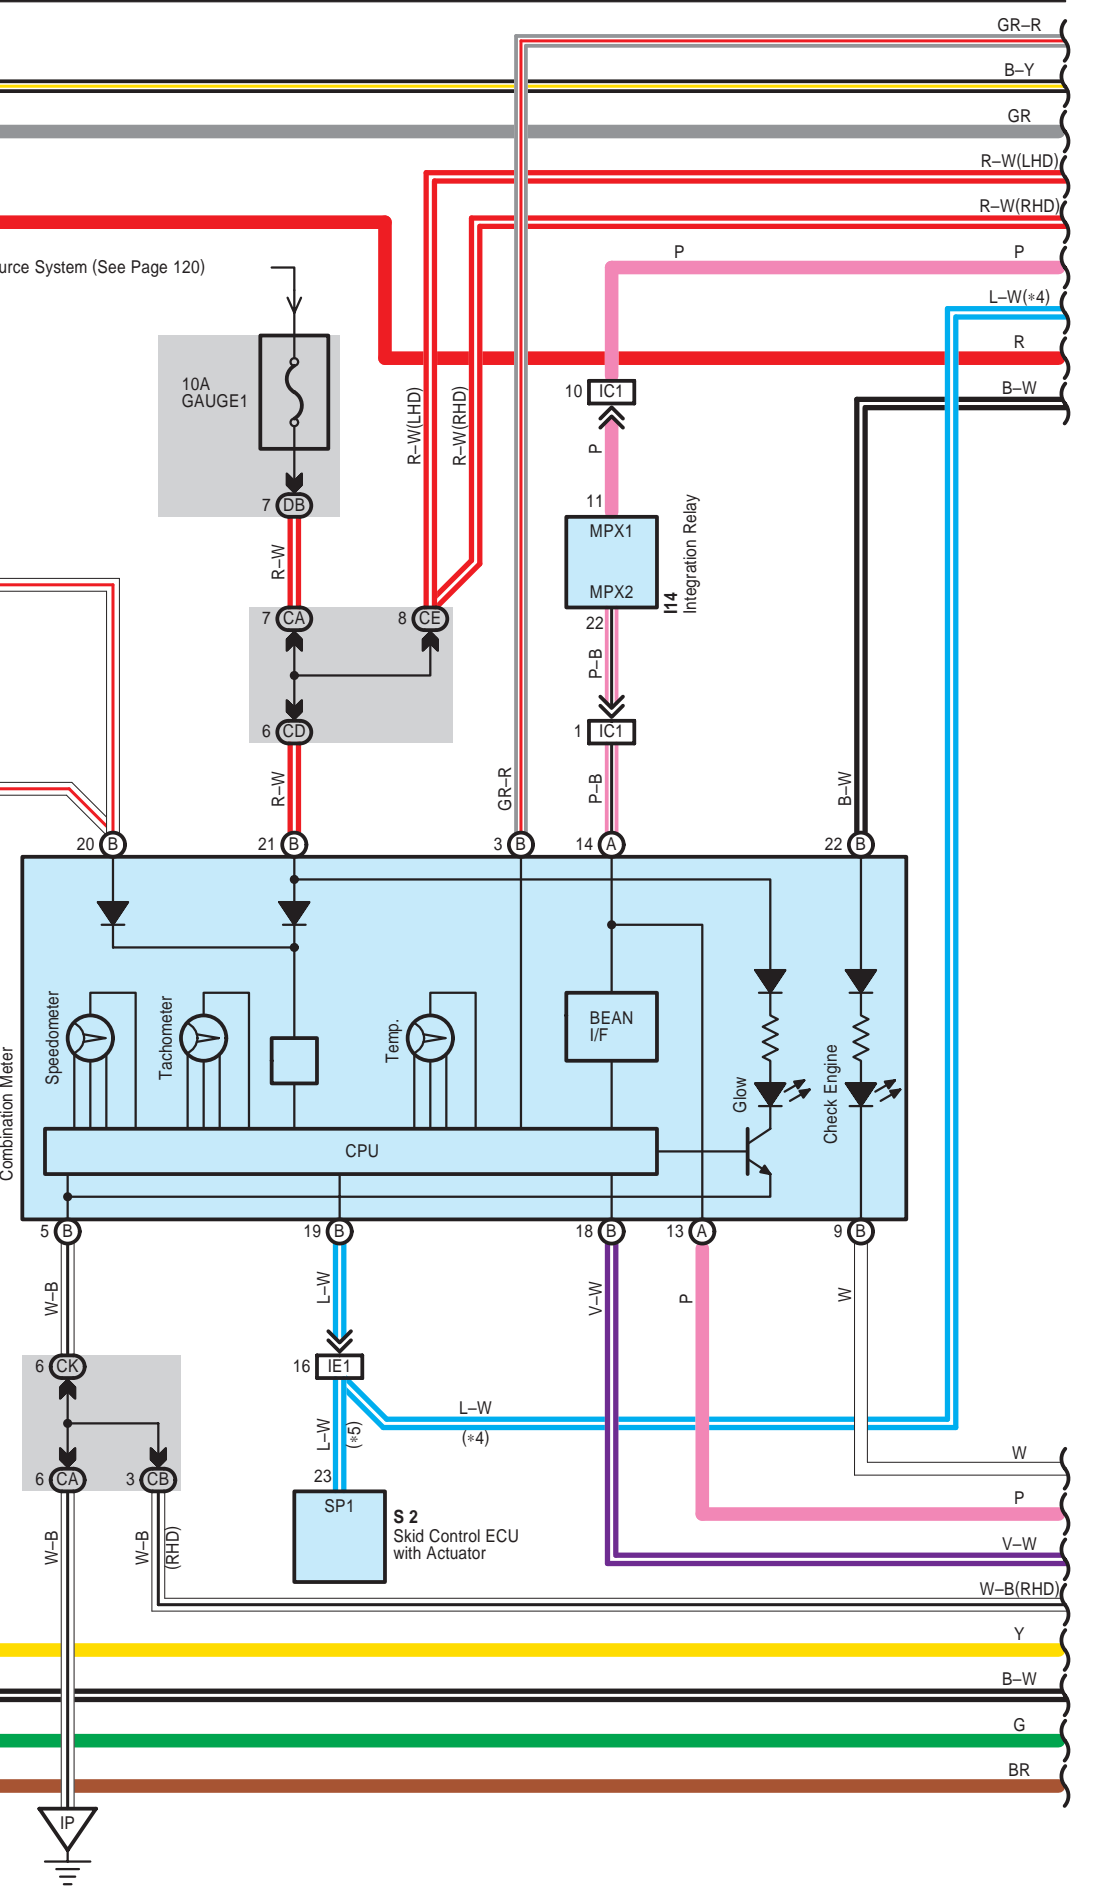 GR–R
B–Y
GR
R–W(LHD)
R–W(RHD)
P
P
urce System (See Page 120)
L–W(∗4)
R
10A
GAUGE1
R–W(LHD)
R–W(RHD)
10 IC1
B–W
P
7 DB
11
MPX1
MPX2
I14
Integration Relay
R–W
7 CA
8 CE
22
P–B
6 CD
1 IC1
R–W
GR–R
P–B
B–W
20 B
21 B
3 B
14 A
22 B
Combination Meter
Speedometer
Tachometer
Temp.
BEAN
I/F
Glow
Check Engine
CPU
5 B
19 B
18 B
13 A
9 B
W–B
L–W
V–W
P
W
6 CK
16 IE1
L–W
(∗4)
L–W
(∗5)
6 CA
3 CB
23
SP1
S 2
Skid Control ECU
with Actuator
W
P
W–B
W–B
(RHD)
V–W
W–B(RHD)
Y
B–W
G
BR
IP